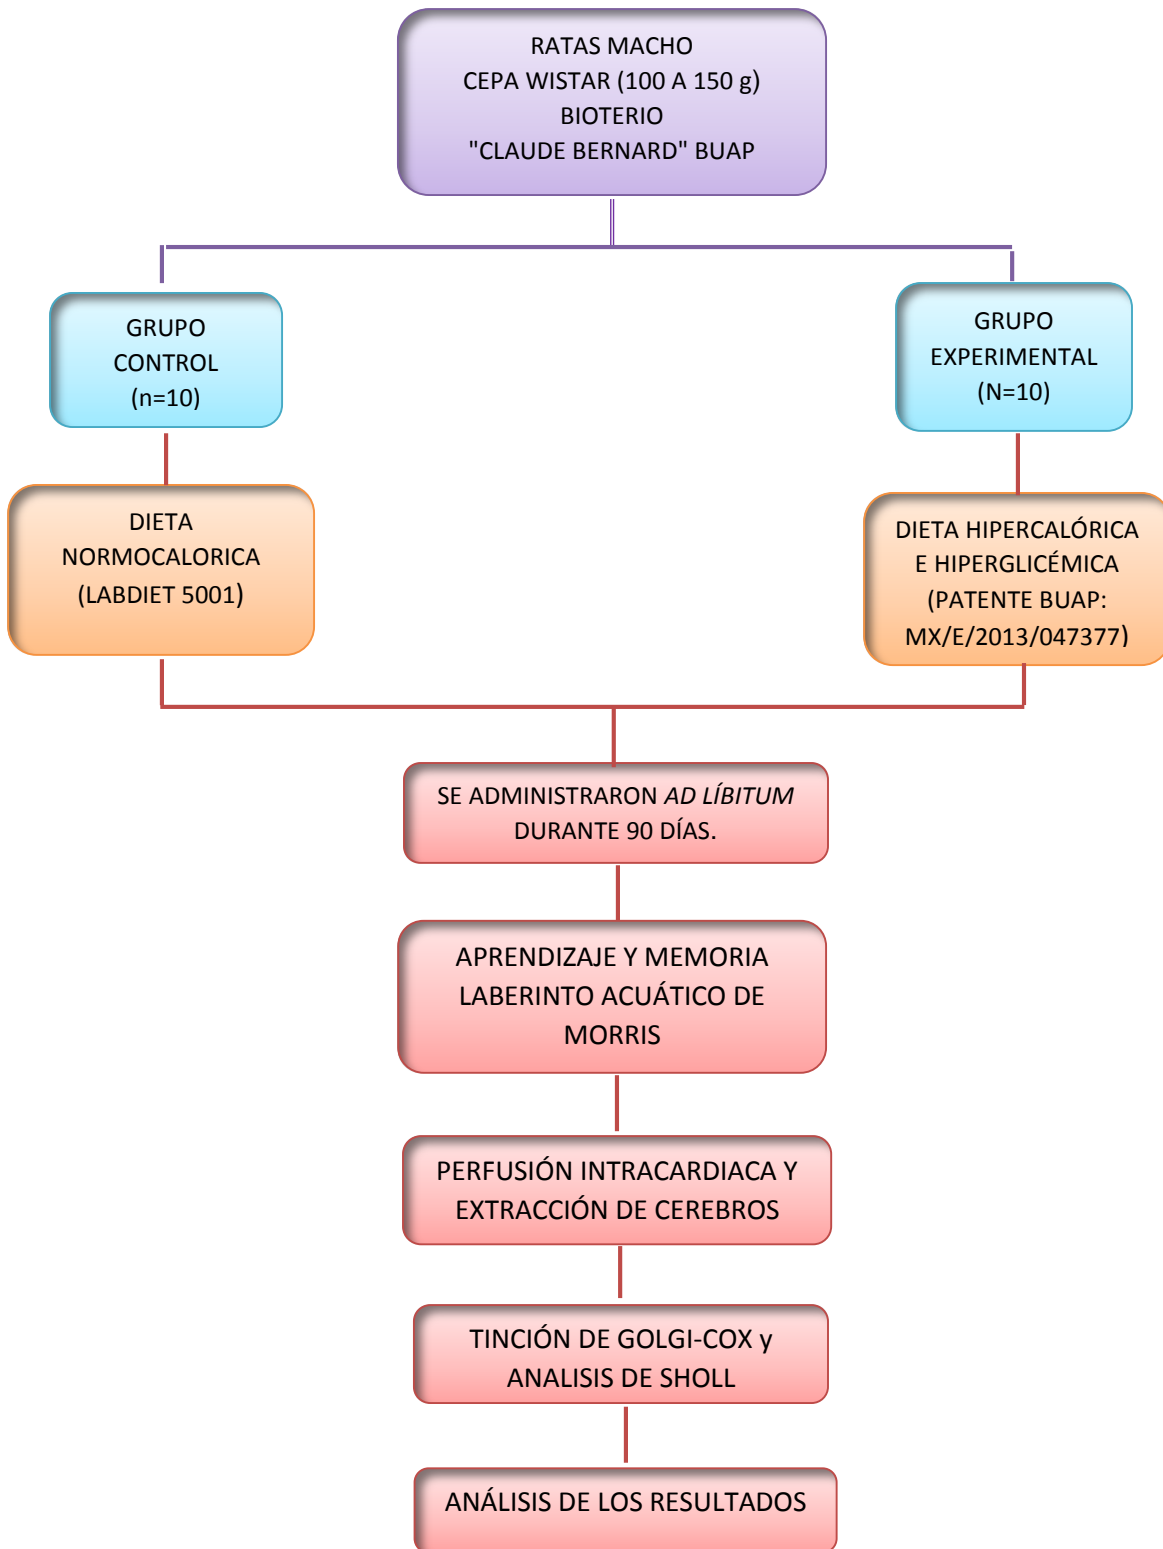 RATAS MACHO
CEPA WISTAR (100 A 150 g)
BIOTERIO
"CLAUDE BERNARD" BUAP
GRUPO
CONTROL
(n=10)
GRUPO
EXPERIMENTAL
(N=10)
DIETA
NORMOCALORICA
(LABDIET 5001)
DIETA HIPERCALÓRICA
E HIPERGLICÉMICA
(PATENTE BUAP:
MX/E/2013/047377)
SE ADMINISTRARON AD LÍBITUM
DURANTE 90 DÍAS.
APRENDIZAJE Y MEMORIA
LABERINTO ACUÁTICO DE
MORRIS
PERFUSIÓN INTRACARDIACA Y
EXTRACCIÓN DE CEREBROS
TINCIÓN DE GOLGI-COX y
ANALISIS DE SHOLL
ANÁLISIS DE LOS RESULTADOS